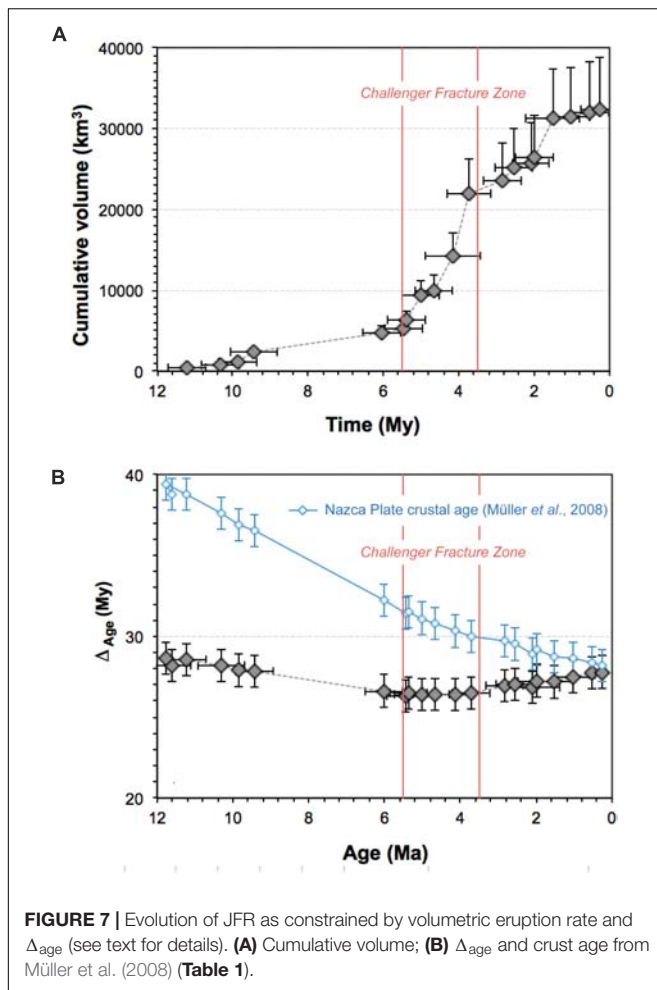 A
40000
Challenger Fracture Zone
30000
20000
10000
0
Cumulative volume (km³)
12 10 8 6 4 2 0
Time (My)
B
40
Nazca Plate crustal age (Müller et al., 2008)
Challenger Fracture Zone
30
20
Δ Age (My)
12 10 8 6 4 2 0
Age (Ma)
FIGURE 7 | Evolution of JFR as constrained by volumetric eruption rate and
Δage (see text for details). (A) Cumulative volume; (B) Δage and crust age from
Müller et al. (2008) (Table 1).